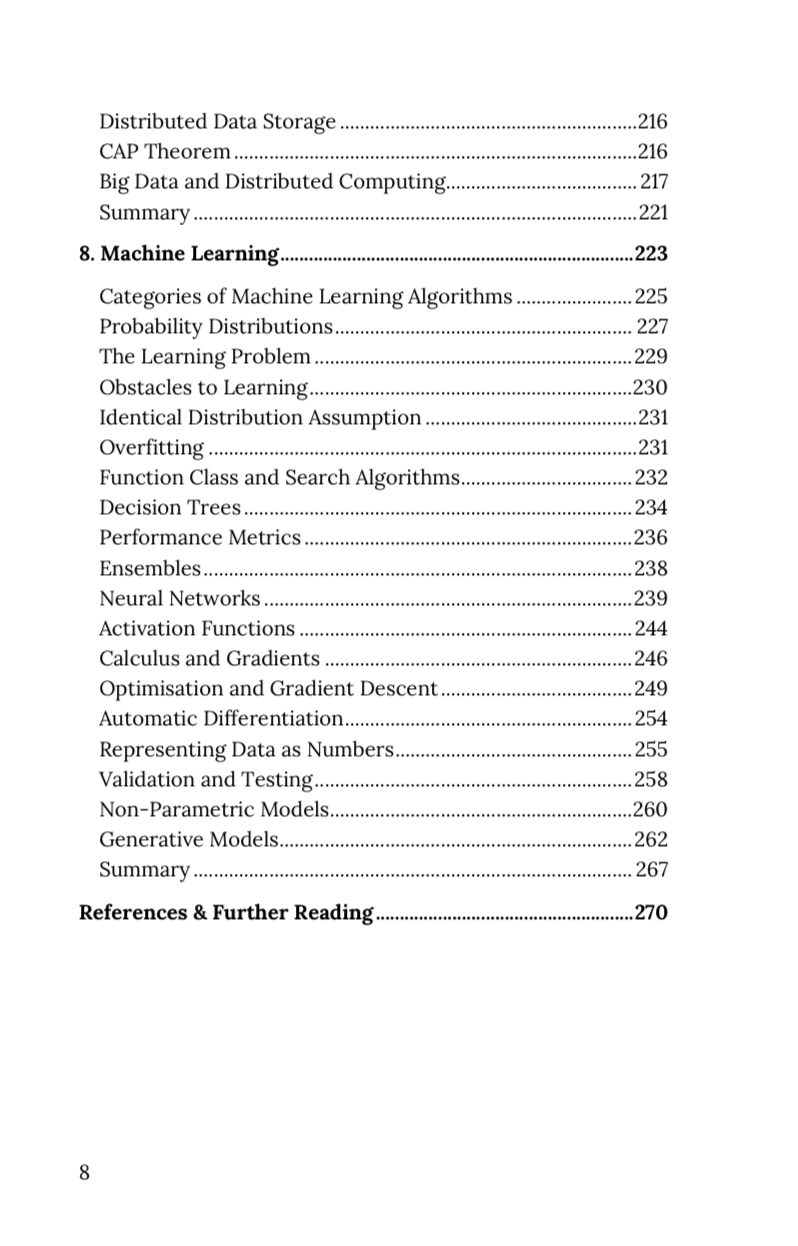 Distributed Data Storage ...........................................................216
CAP Theorem ................................................................................216
Big Data and Distributed Computing...................................... 217
Summary ........................................................................................221
8. Machine Learning..........................................................................223
Categories of Machine Learning Algorithms .......................225
Probability Distributions........................................................... 227
The Learning Problem ...............................................................229
Obstacles to Learning................................................................230
Identical Distribution Assumption ..........................................231
Overfitting .....................................................................................231
Function Class and Search Algorithms..................................232
Decision Trees .............................................................................234
Performance Metrics .................................................................236
Ensembles.....................................................................................238
Neural Networks .........................................................................239
Activation Functions ..................................................................244
Calculus and Gradients .............................................................246
Optimisation and Gradient Descent ......................................249
Automatic Differentiation.........................................................254
Representing Data as Numbers...............................................255
Validation and Testing...............................................................258
Non-Parametric Models............................................................260
Generative Models......................................................................262
Summary ....................................................................................... 267
References & Further Reading......................................................270
8